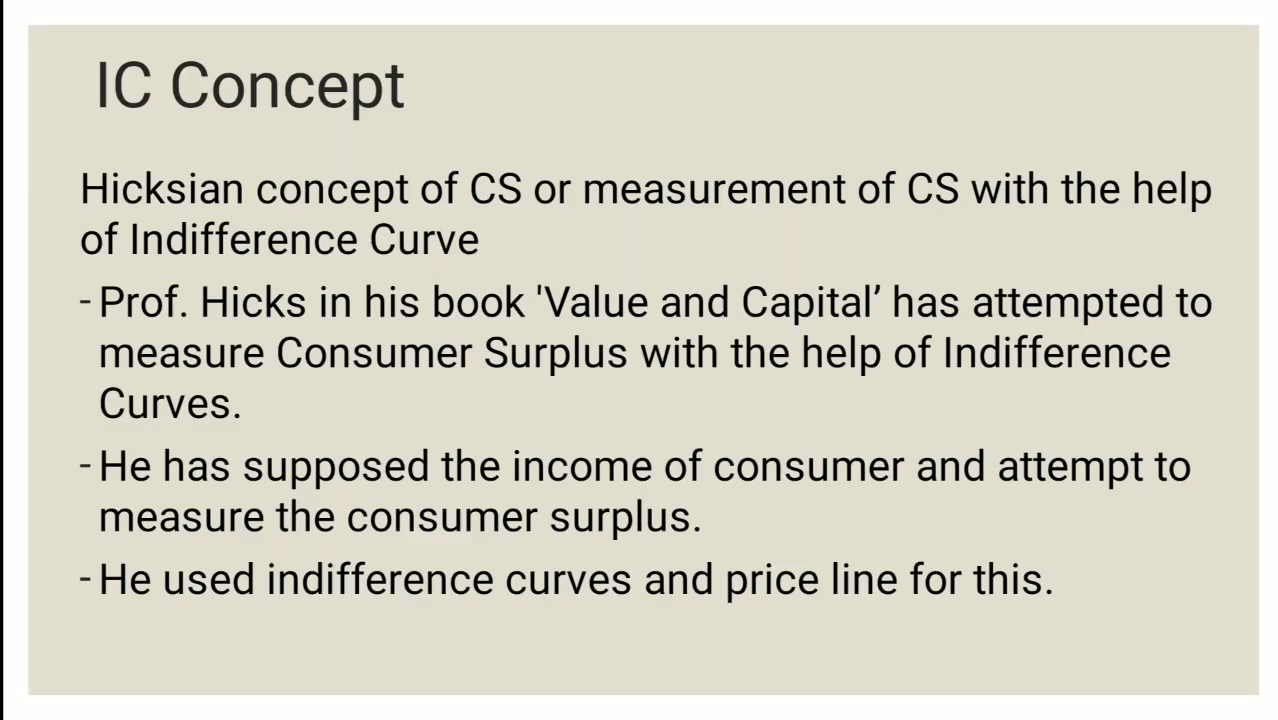 IC Concept
Hicksian concept of CS or measurement of CS with the help
of Indifference Curve
- Prof. Hicks in his book 'Value and Capital’ has attempted to
measure Consumer Surplus with the help of Indifference
Curves.
- He has supposed the income of consumer and attempt to
measure the consumer surplus.
- He used indifference curves and price line for this.